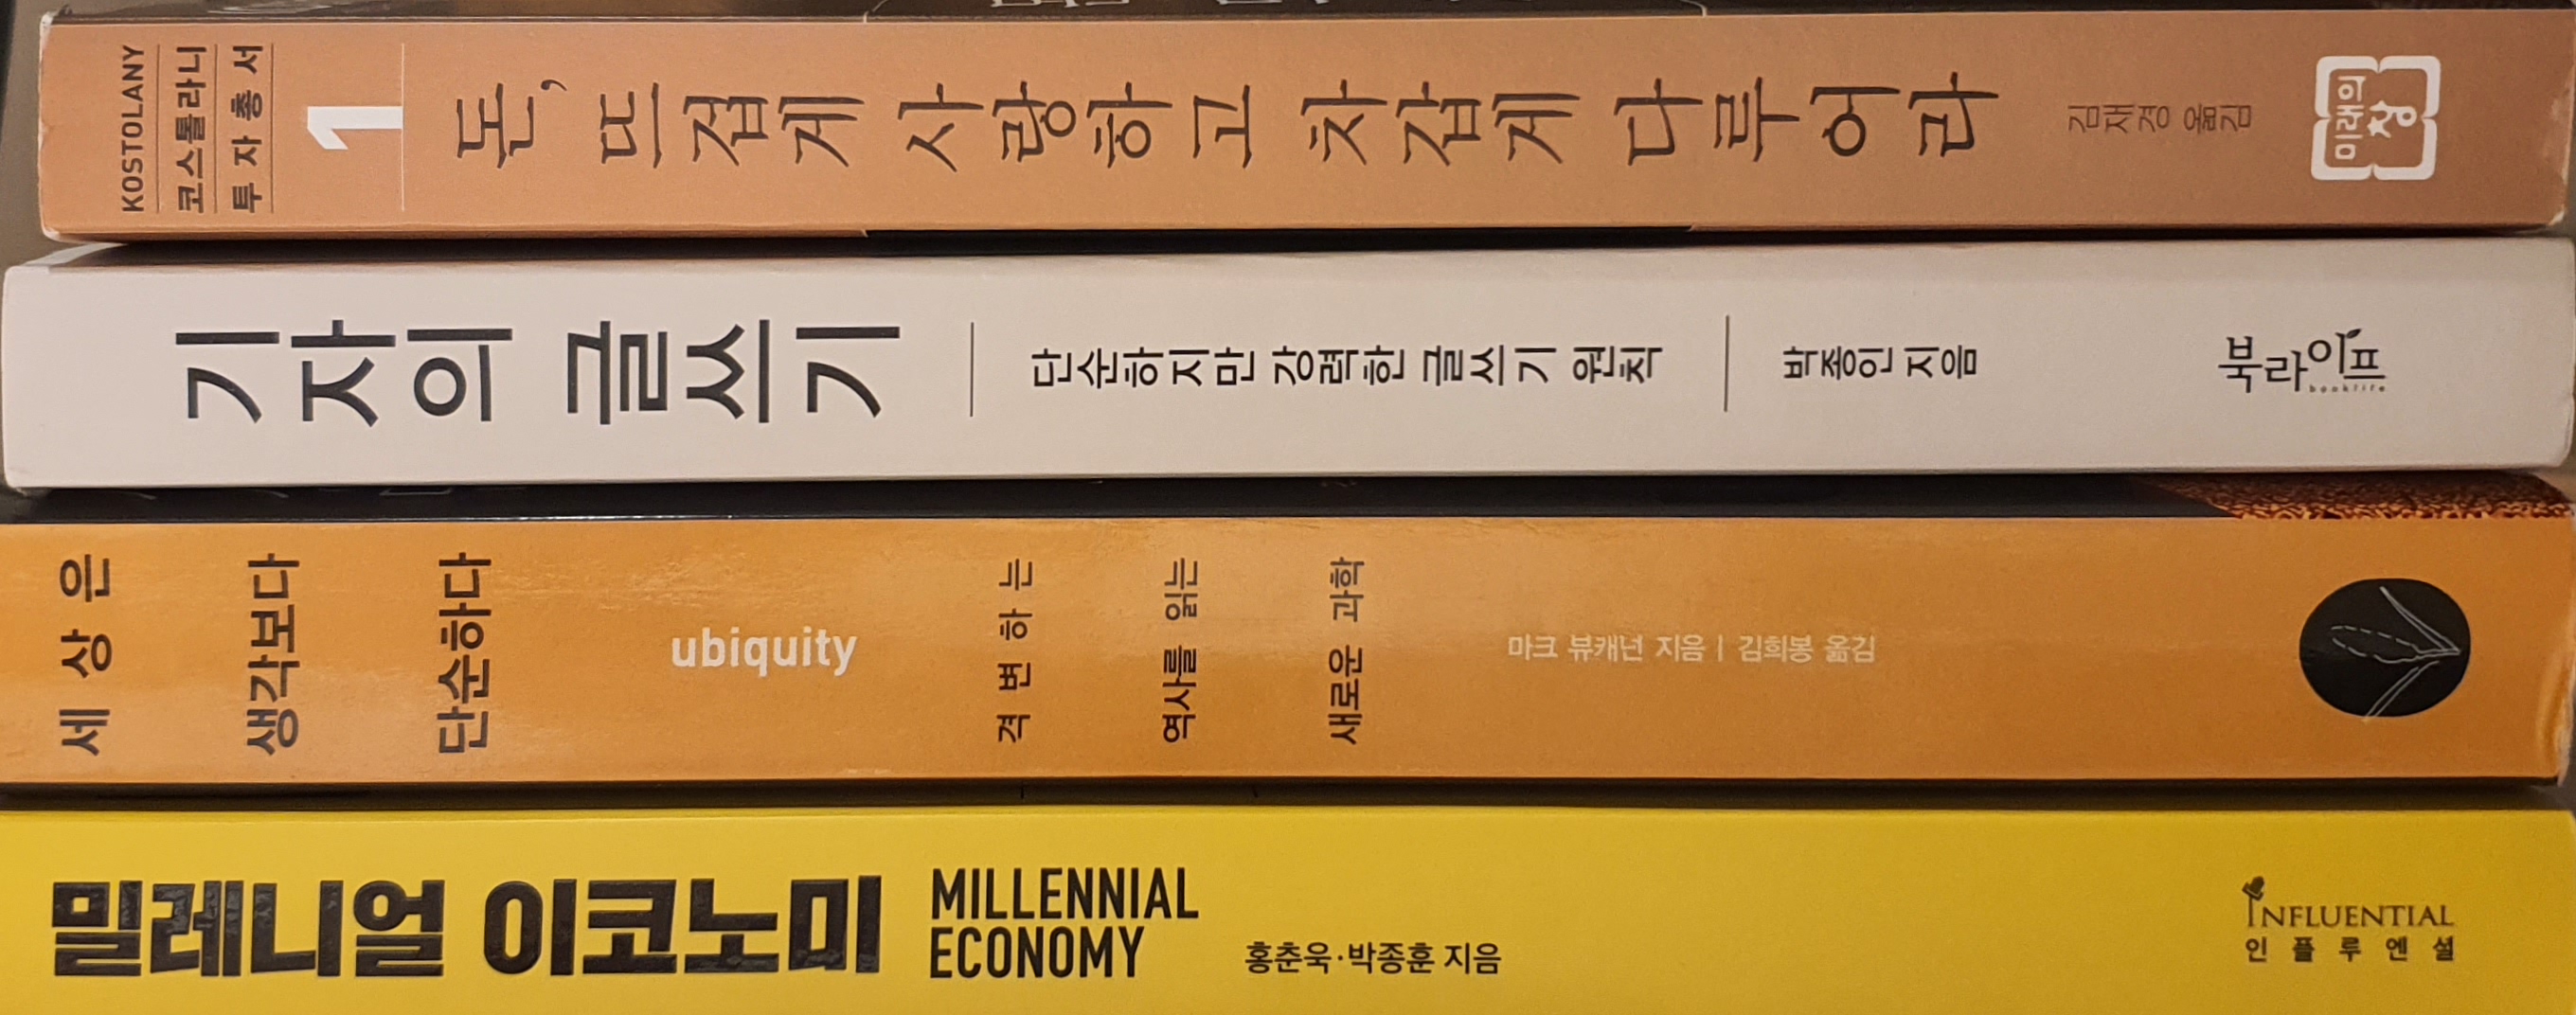 KOSTOLANY
코스톨라니
투자총서
1
돈, 뜨겁게 사랑하고 차갑게 다루어라
김재경 옮김
미래의
창
기자의 글쓰기
단순하지만 강력한 글쓰기 원칙
박종인 지음
북라이프
booklife
세상은
생각보다
단순하다
ubiquity
격변하는
역사를 읽는
새로운 과학
마크 뷰캐넌 지음 | 김희봉 옮김
밀레니얼 이코노미
MILLENNIAL
ECONOMY
홍춘욱·박종훈 지음
INFLUENTIAL
인플루엔셜